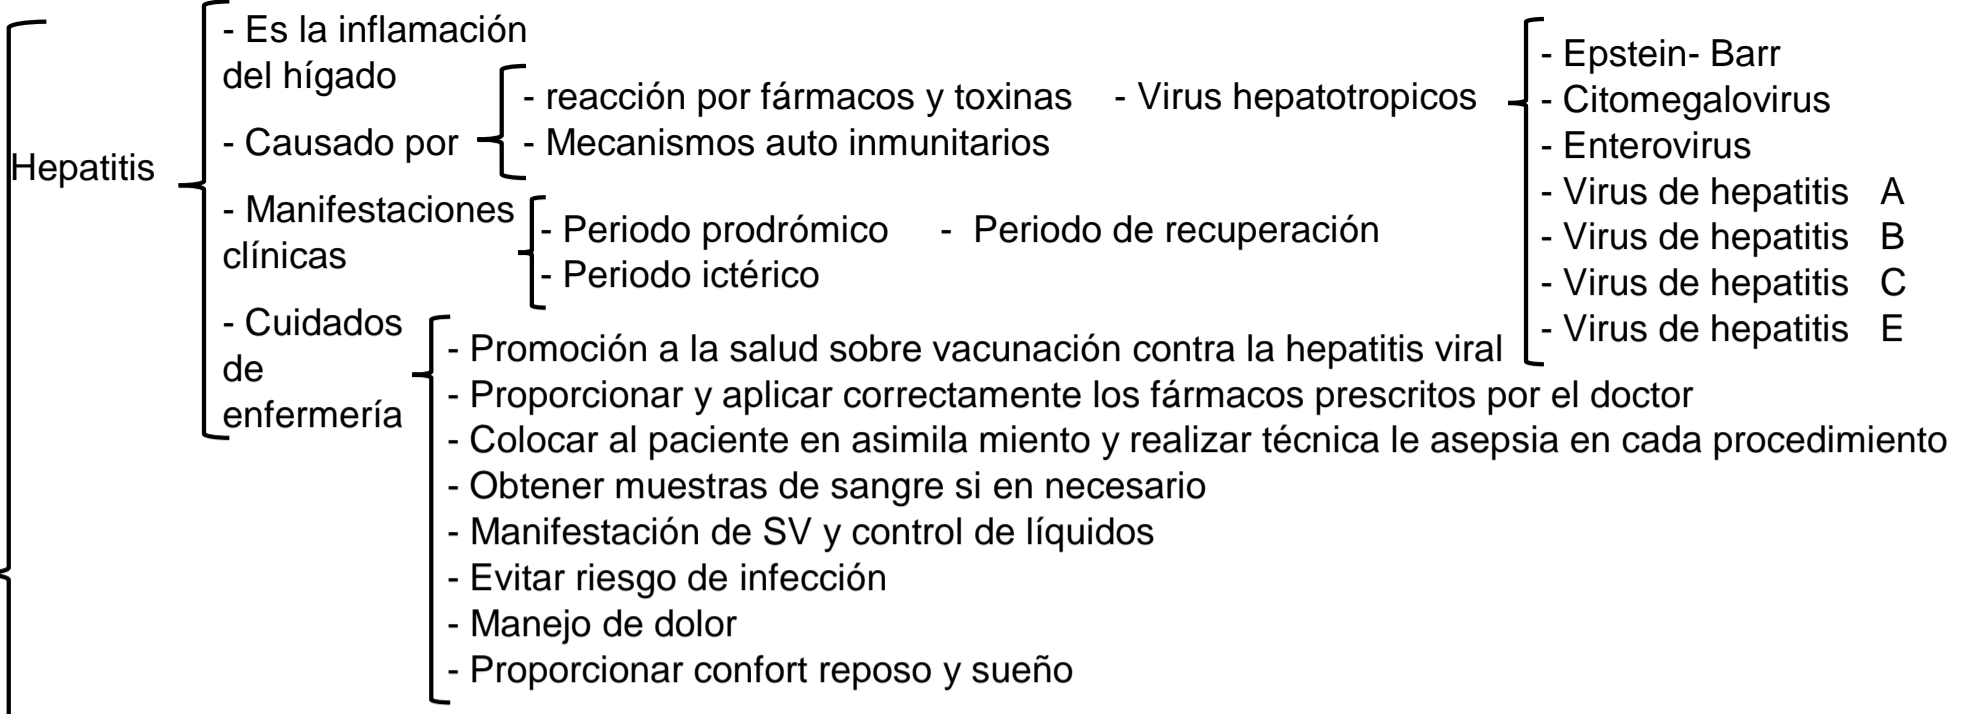 Hepatitis
- Es la inflamación
del hígado
- Causado por
- reacción por fármacos y toxinas - Virus hepatotropicos
- Mecanismos auto inmunitarios
- Epstein- Barr
- Citomegalovirus
- Enterovirus
- Virus de hepatitis A
- Virus de hepatitis B
- Virus de hepatitis C
- Virus de hepatitis E
- Manifestaciones
clínicas
- Periodo prodrómico - Periodo de recuperación
- Periodo ictérico
- Cuidados
de
enfermería
- Promoción a la salud sobre vacunación contra la hepatitis viral
- Proporcionar y aplicar correctamente los fármacos prescritos por el doctor
- Colocar al paciente en asimila miento y realizar técnica le asepsia en cada procedimiento
- Obtener muestras de sangre si en necesario
- Manifestación de SV y control de líquidos
- Evitar riesgo de infección
- Manejo de dolor
- Proporcionar confort reposo y sueño